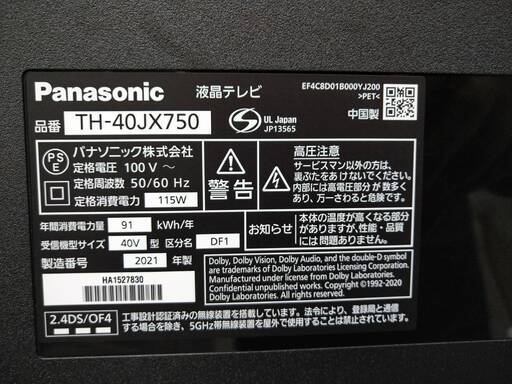 Panasonic 液晶テレビ
EF4C8D01B000YJ200
>PET<
品番 TH-40JX750
UL Japan
JP13565
中国製
PS
E
パナソニック株式会社
定格電圧 100 V ~
定格周波数 50/60 Hz
定格消費電力 115W
警告
高圧注意
サービスマン以外の方は、
裏ぶたをあけないでください。
内部には高電圧部分が数多く
あり、万一さわると危険です。
年間消費電力量 91 kWh/年
受信機型サイズ 40V型 区分名 DF1
製造番号 2021 年製
HA1527830
お知らせ
本体の温度が高くなる部分
がありますが、性能・品質
には問題ありません。
Dolby, Dolby Vision, Dolby Audio, and the double-D symbol
are trademarks of Dolby Laboratories Licensing Corporation.
Manufactured under license from Dolby Laboratories.
Confidential unpublished works. Copyright ©1992-2020
Dolby Laboratories. All rights reserved.
2.4DS/OF4
工事設計認証済みの無線装置を搭載しています。法令により、登録局と通信
する場合を除き、5GHz帯無線装置を屋外で使用することはできません。